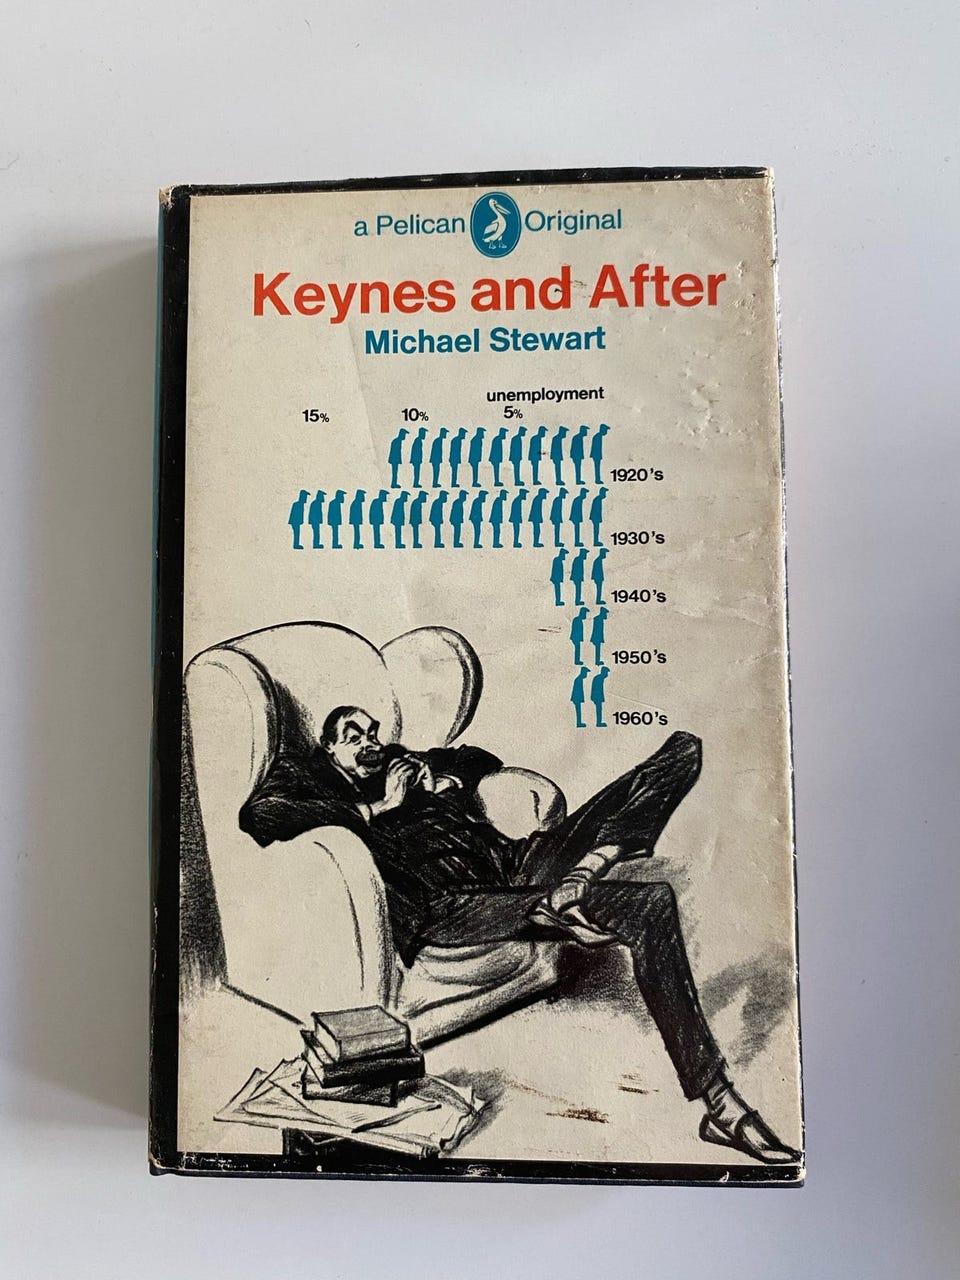 a Pelican Original
Keynes and After
Michael Stewart
unemployment
15% 10% 5%
1920's
1930's
1940's
1950's
1960's